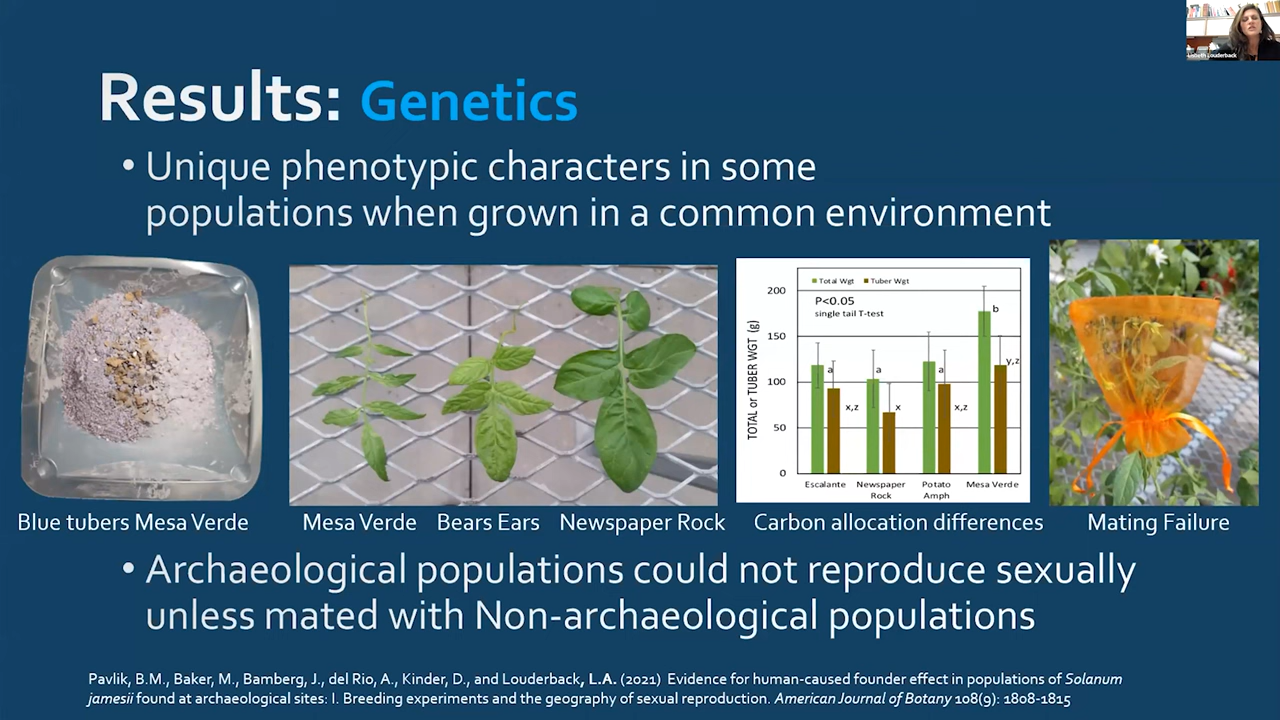 Lisbeth Louderback
Results: Genetics
• Unique phenotypic characters in some
populations when grown in a common environment
Total Wgt Tuber Wgt
P<0.05
single tail T-test
TOTAL or TUBER WGT (g)
200
150
100
50
0
a
x,z
a
x
a
x,z
b
y,z
Escalante
Newspaper
Rock
Potato
Amph
Mesa Verde
Blue tubers Mesa Verde
Mesa Verde
Bears Ears
Newspaper Rock
Carbon allocation differences
Mating Failure
• Archaeological populations could not reproduce sexually
unless mated with Non-archaeological populations
Pavlik, B.M., Baker, M., Bamberg, J., del Rio, A., Kinder, D., and Louderback, L.A. (2021) Evidence for human-caused founder effect in populations of Solanum
jamesii found at archaeological sites: I. Breeding experiments and the geography of sexual reproduction. American Journal of Botany 108(9): 1808-1815